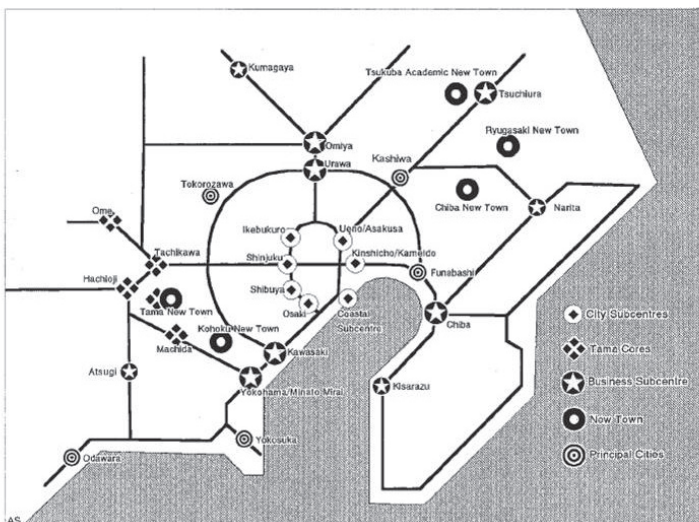 Kumagaya
Tsukuba Academic New Town
Tsuchiura
Omiya
Ryugasaki New Town
Urawa
Kashiwa
Tokorozawa
Chiba New Town
Narita
Ome
Ikebukuro
Ueno/Asakusa
Tachikawa
Shinjuku
Kinshicho/Kameido
Funabashi
Hachioji
Shibuya
Tama New Town
Osaki
Coastal
Subcentre
City Subcentres
Chiba
Kohoku New Town
Machida
Kawasaki
Tama Cores
Atsugi
Yokohama/Minato Mirai
Kisarazu
Business Subcentre
New Town
Yokosuka
Odawara
Principal Cities
AS